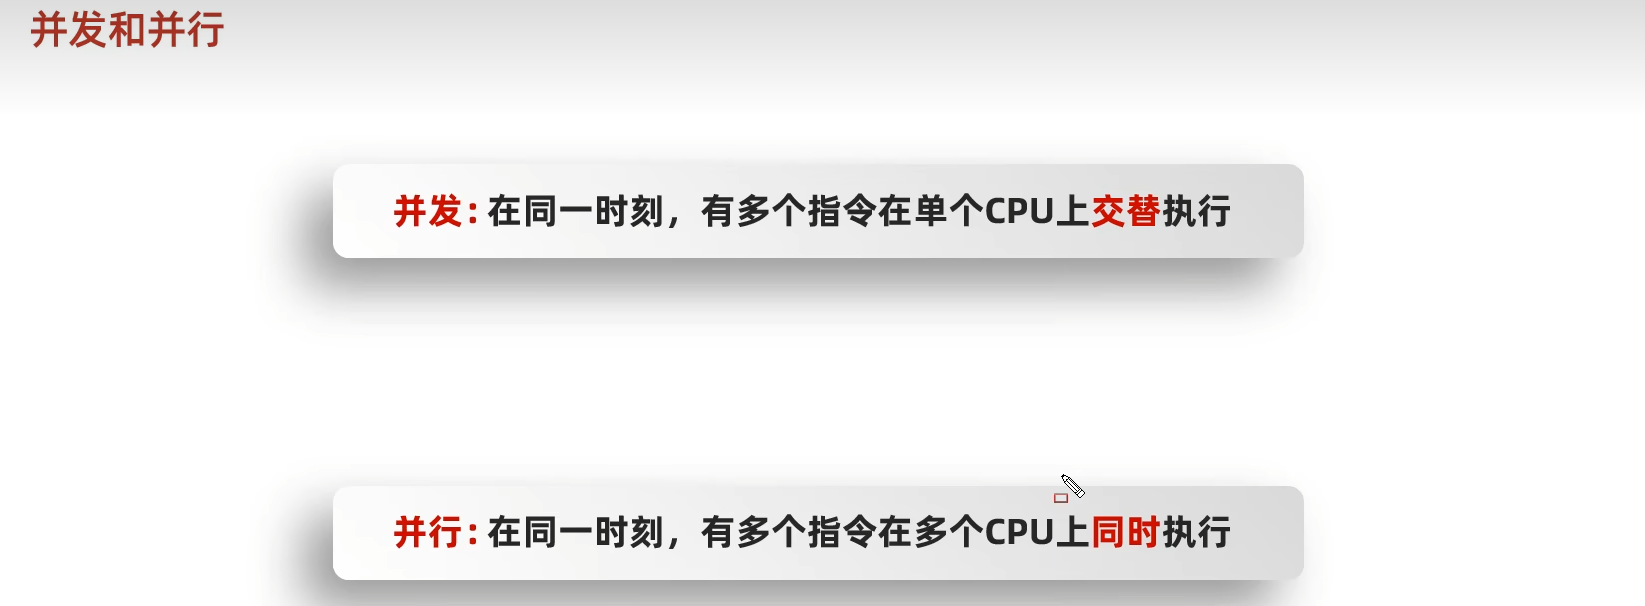 并发和并行
并发：在同一时刻，有多个指令在单个CPU上交替执行
并行：在同一时刻，有多个指令在多个CPU上同时执行